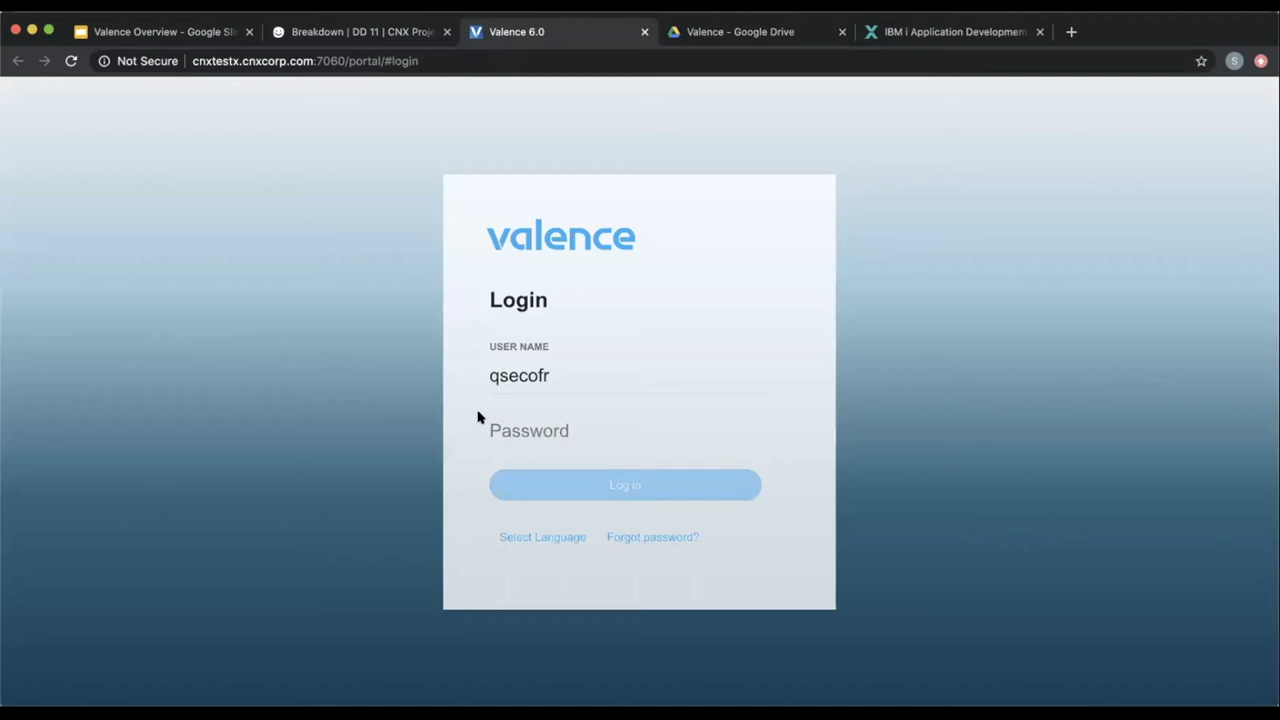 Valence Overview - Google Sli
Breakdown | DD 11 | CNX Proje
Valence 6.0
Valence - Google Drive
IBM i Application Development
Not Secure
cnxtestx.cnxcorp.com:7060/portal/#login
S
valence
Login
USER NAME
qsecofr
Password
Log in
Select Language
Forgot password?